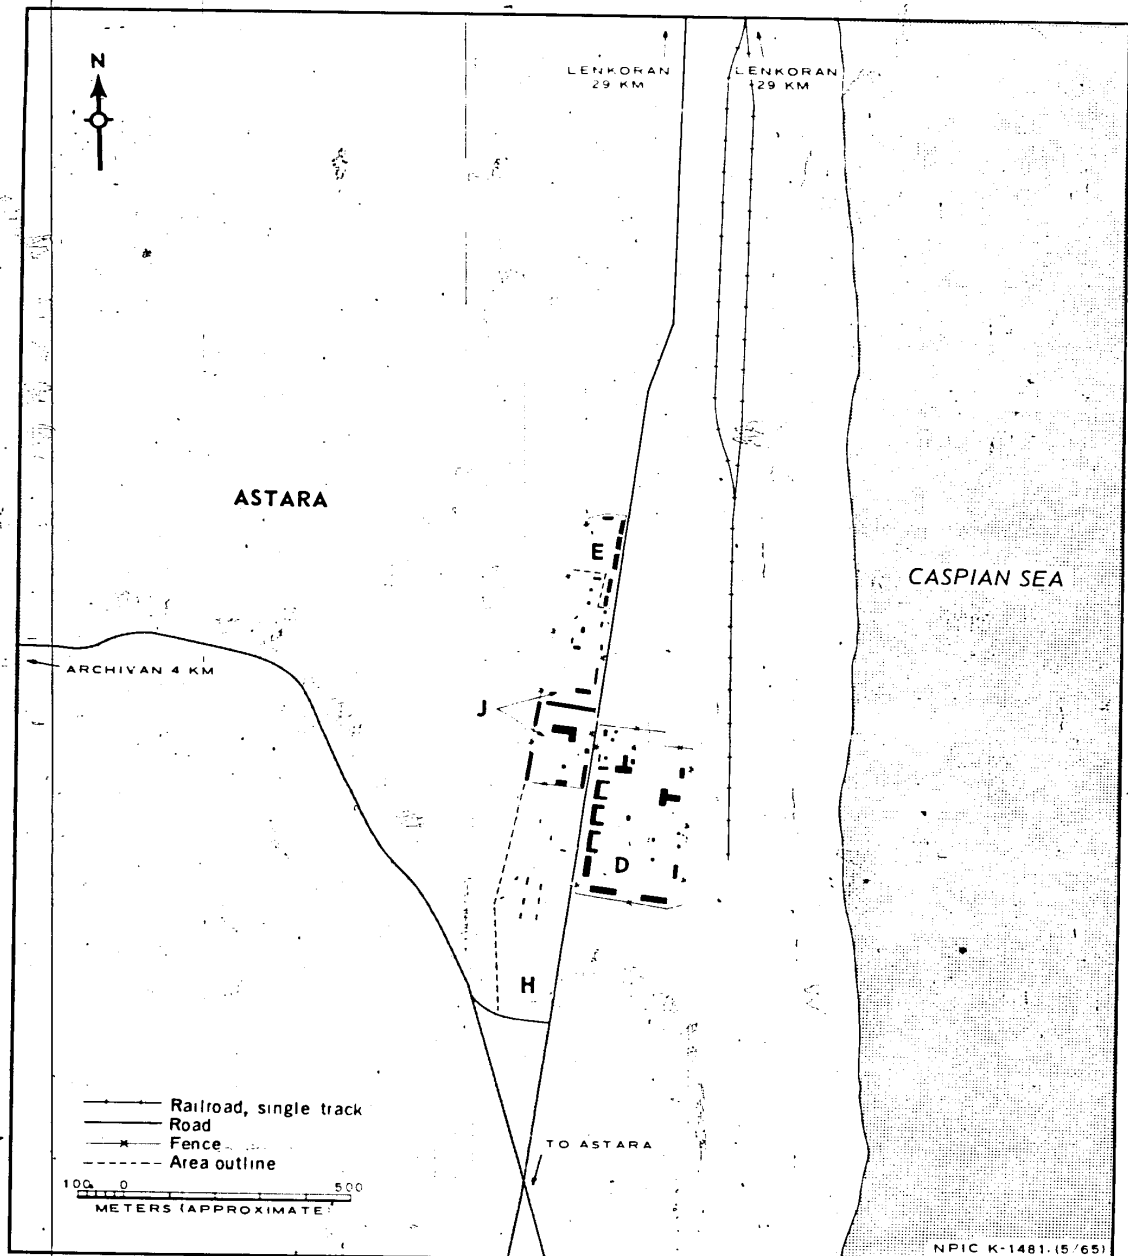 N
LENKORAN
29 KM
LENKORAN
29 KM
ASTARA
E
CASPIAN SEA
ARCHIVAN 4 KM
J
D
H
Railroad, single track
Road
Fence
Area outline
TO ASTARA
100 0 500
METERS (APPROXIMATE)
NPIC K-1481 (5/65)